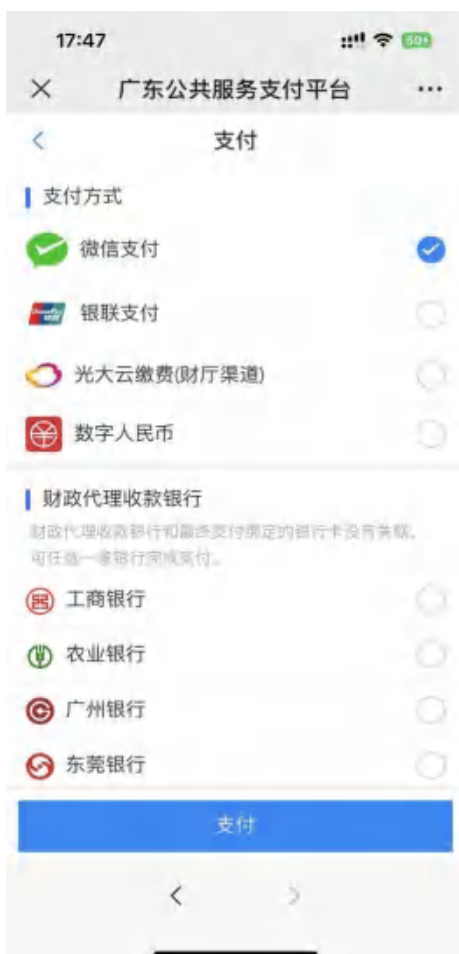 17:47
广东公共服务支付平台
支付
支付方式
微信支付
银联支付
光大云缴费(财厅渠道)
数字人民币
财政代理收款银行
财政代理收款银行和最终支付绑定的银行卡没有关联,
可任选一家银行完成支付。
工商银行
农业银行
广州银行
东莞银行
支付